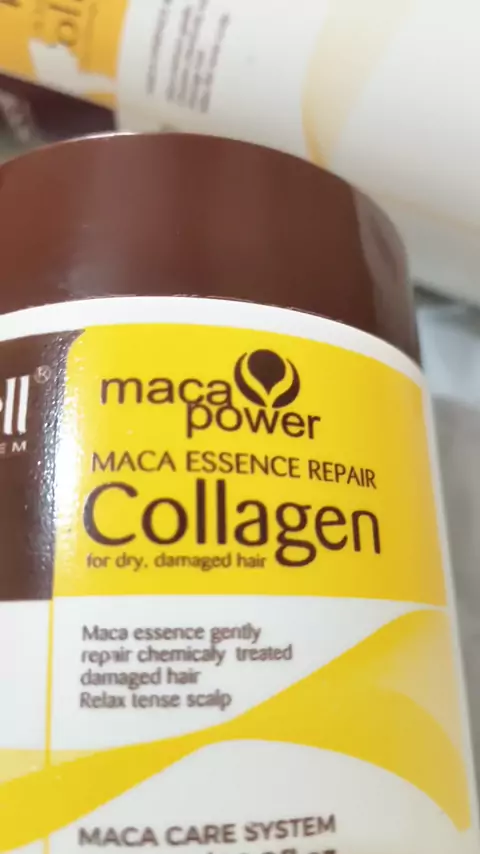 maca
power
MACA ESSENCE REPAIR
Collagen
for dry, damaged hair
Maca essence gently
repair chemicaly treated
damaged hair
Relax tense scalp
MACA CARE SYSTEM